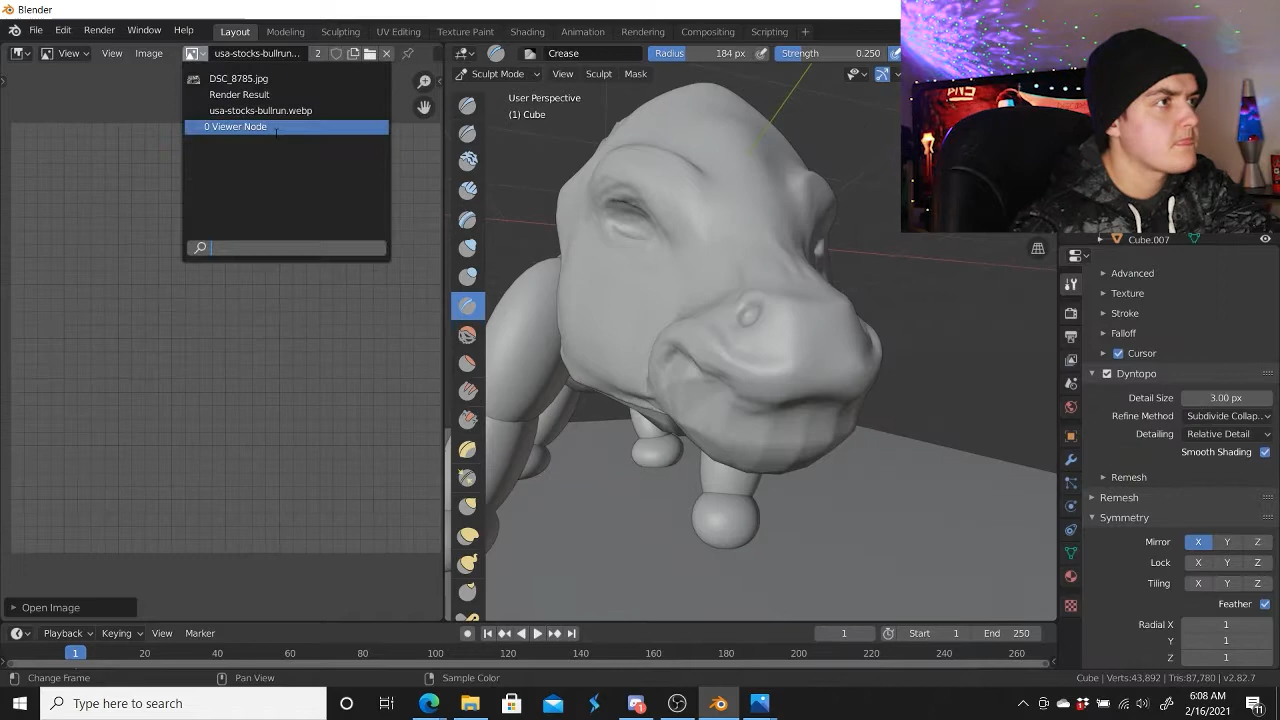 Blender
File Edit Render Window Help Layout Modeling Sculpting UV Editing Texture Paint Shading Animation Rendering Compositing Scripting +
View View Image usa-stocks-bullrun... 2 Crease Radius 184 px Strength 0.250
DSC_8785.jpg
Render Result
usa-stocks-bullrun.webp
0 Viewer Node
Sculpt Mode View Sculpt Mask
User Perspective
(1) Cube
Cube.007
Advanced
Texture
Stroke
Falloff
Cursor
Dyntopo
Detail Size 3.00 px
Refine Method Subdivide Collap..
Detailing Relative Detail
Smooth Shading
Remesh
Remesh
Symmetry
Mirror X Y Z
Lock X Y Z
Tiling X Y Z
Feather
Radial X 1
Y 1
Z 1
Open Image
Playback Keying View Marker 1 Start 1 End 250
1 20 40 60 80 100 120 140 160 180 200 220 240 260
Change Frame Pan View Sample Color Cube | Verts:43,892 | Tris:87,780 | v2.82.7
Type here to search
6:08 AM
2/16/2021